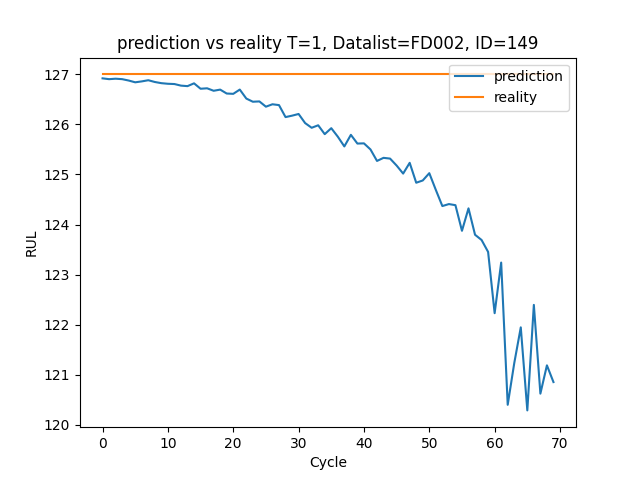 prediction vs reality T=1, Datalist=FD002, ID=149
prediction
reality
RUL
127
126
125
124
123
122
121
120
0 10 20 30 40 50 60 70
Cycle